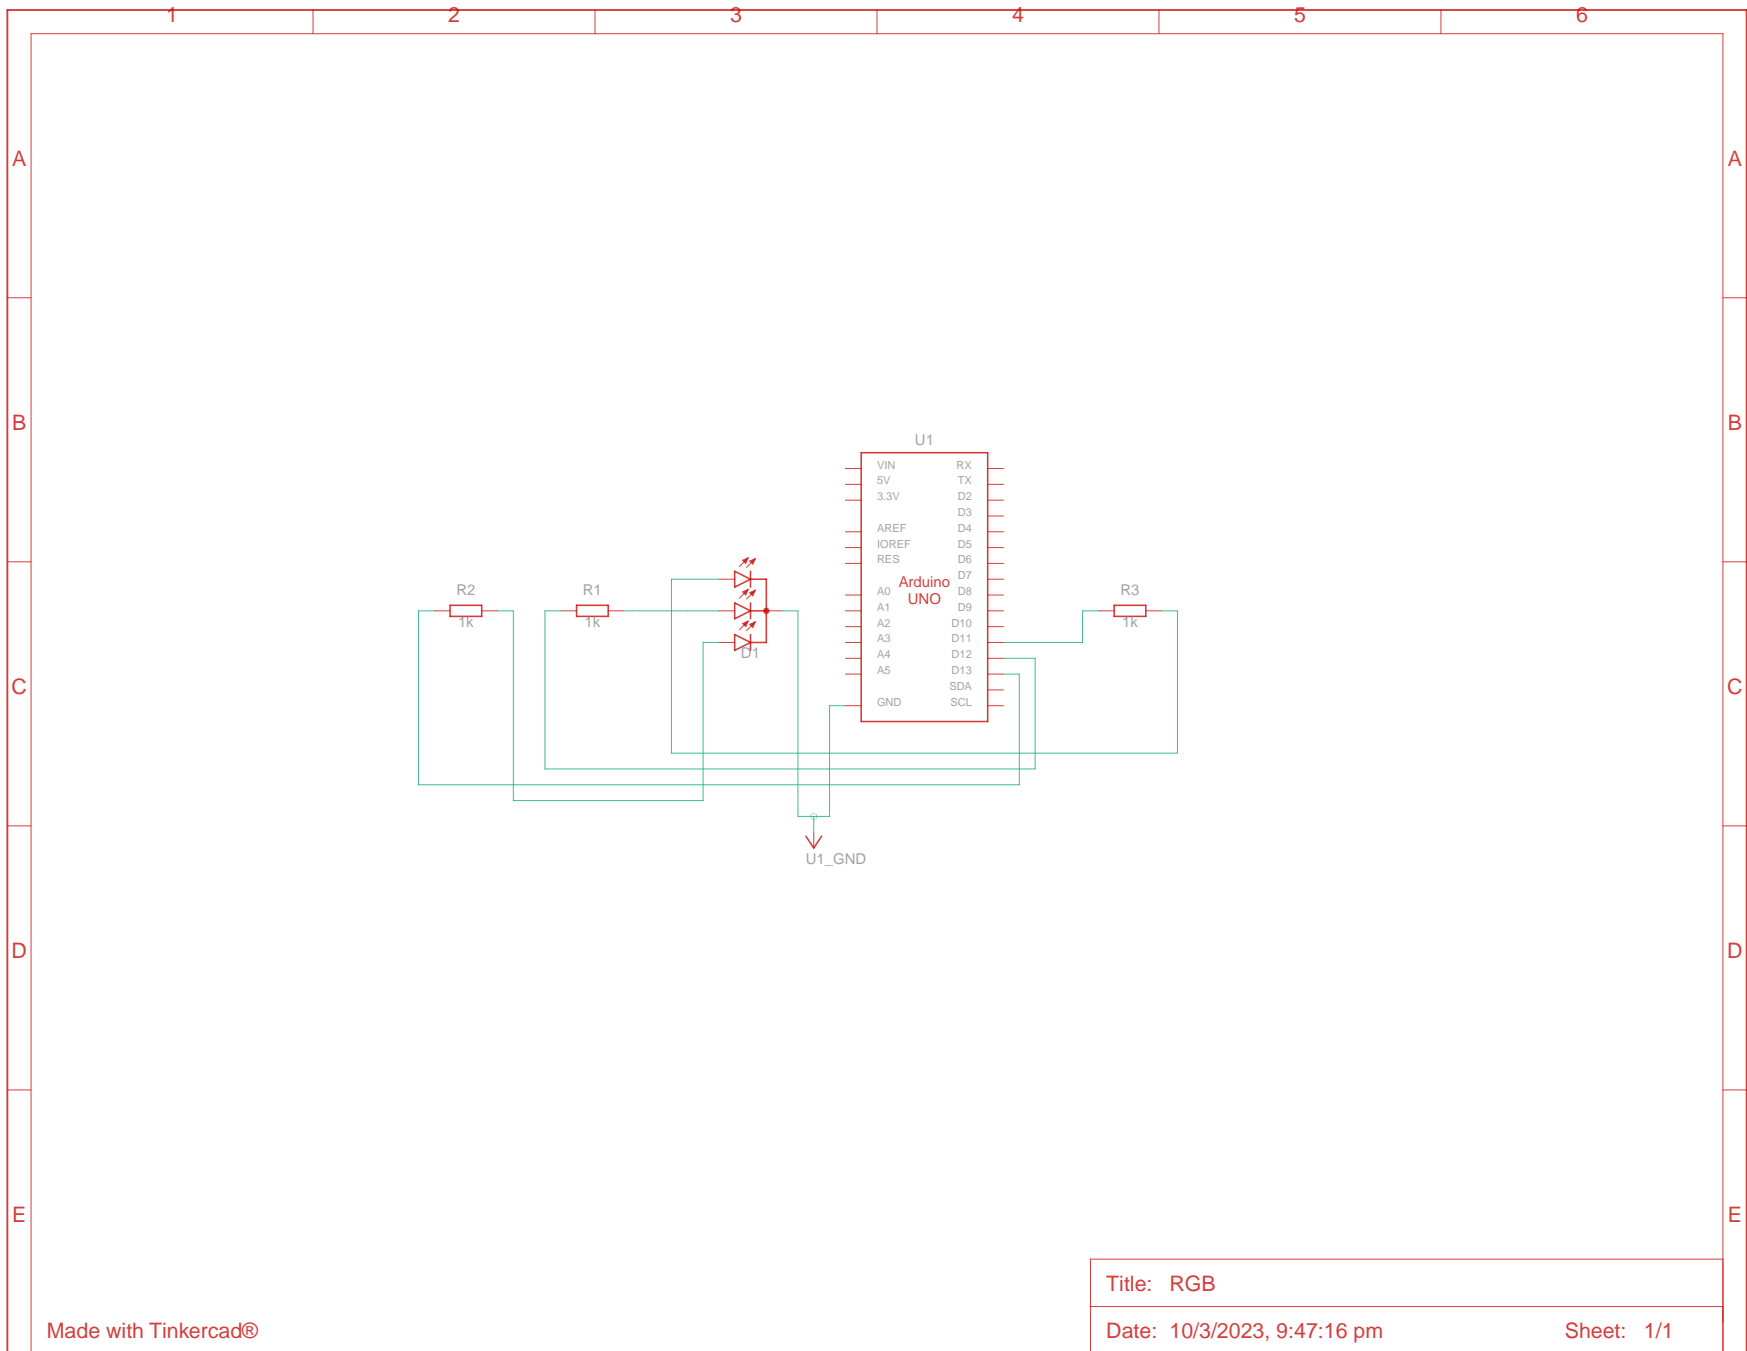 1 2 3 4 5 6
A A
B B
U1
VIN RX
5V TX
3.3V D2
D3
AREF D4
IOREF D5
RES D6
D7
Arduino
UNO
A0 D8
A1 D9
A2 D10
A3 D11
A4 D12
A5 D13
SDA
GND SCL
R2
1k
R1
1k
D1
R3
1k
C C
U1_GND
D D
E E
Title: RGB
Made with Tinkercad®
Date: 10/3/2023, 9:47:16 pm Sheet: 1/1